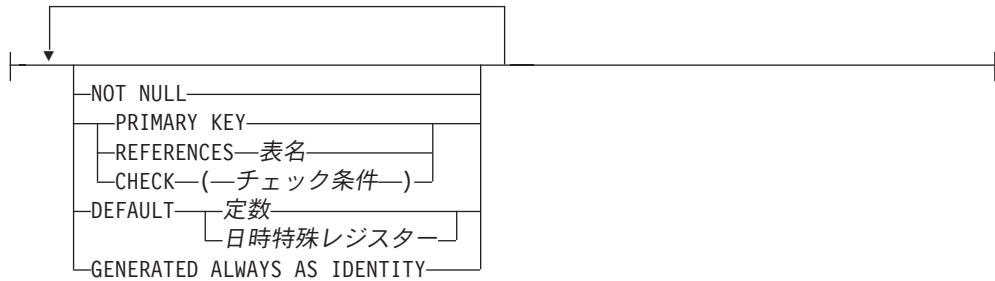 NOT NULL
PRIMARY KEY
REFERENCES 表名
CHECK ( チェック条件 )
DEFAULT 定数
日時特殊レジスター
GENERATED ALWAYS AS IDENTITY